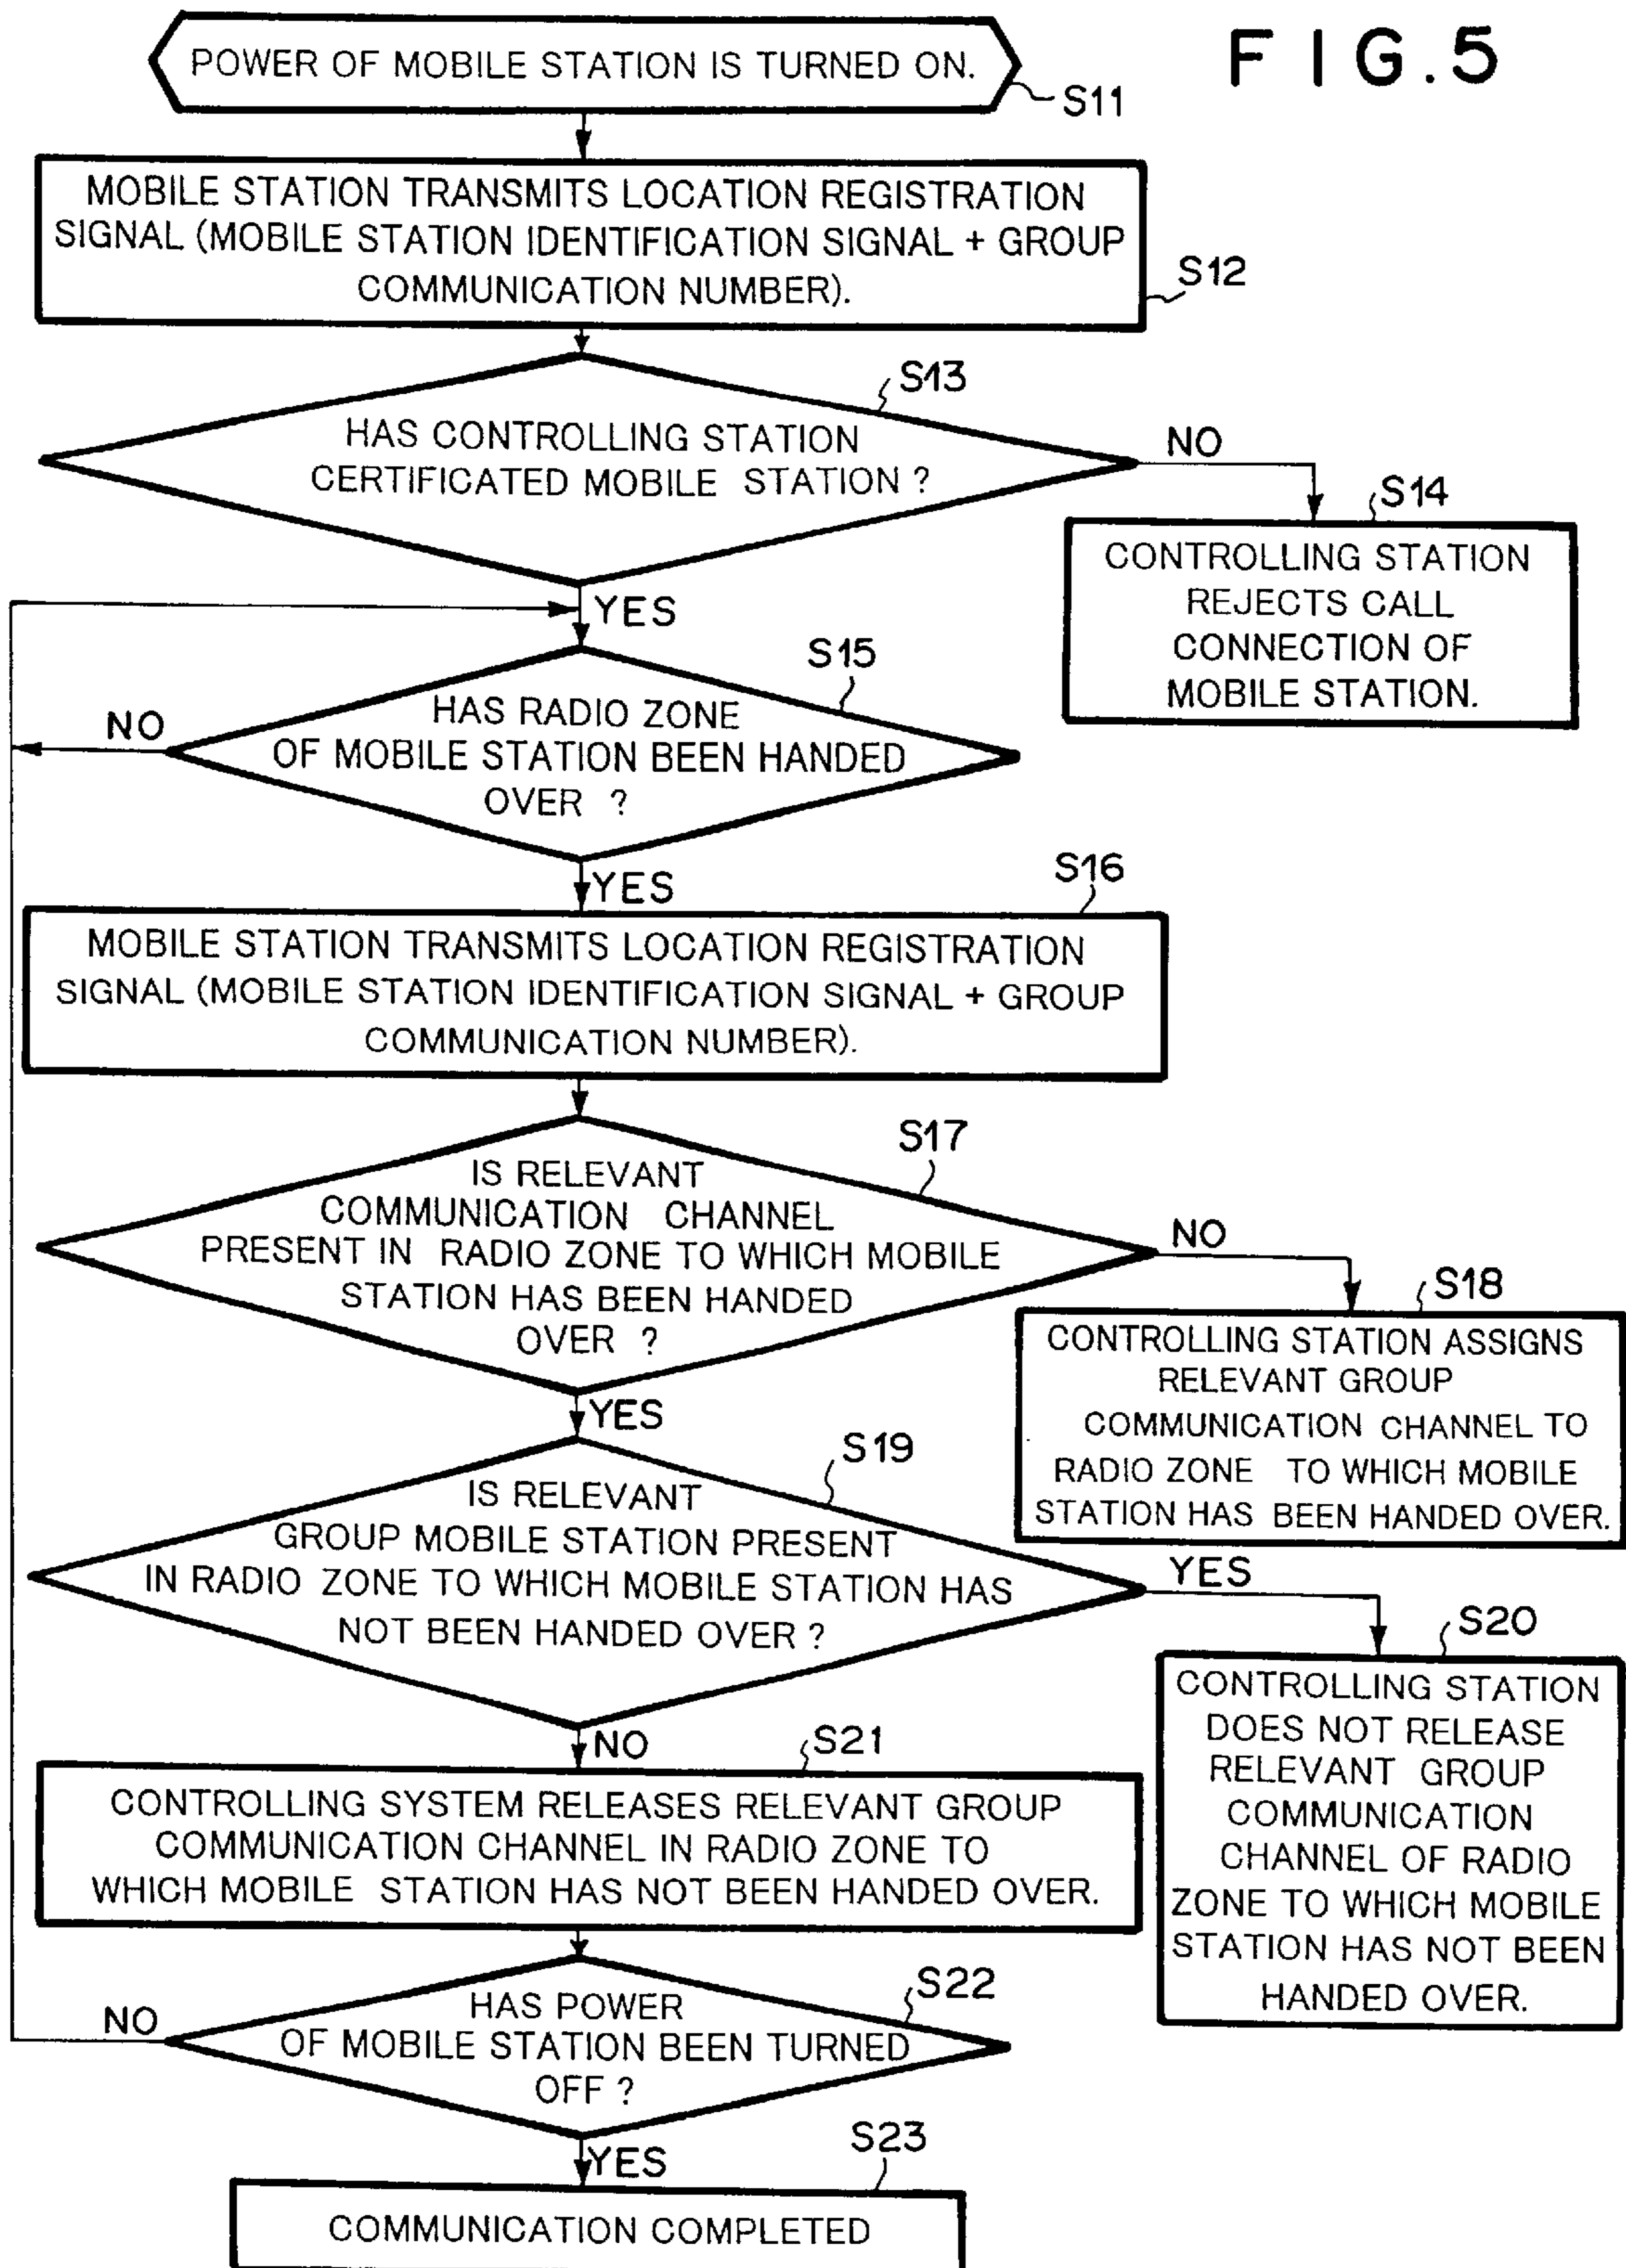 FIG.5
POWER OF MOBILE STATION IS TURNED ON.
S11
MOBILE STATION TRANSMITS LOCATION REGISTRATION
SIGNAL (MOBILE STATION IDENTIFICATION SIGNAL + GROUP
COMMUNICATION NUMBER).
S12
S13
HAS CONTROLLING STATION
CERTIFICATED MOBILE STATION ?
NO
S14
CONTROLLING STATION
REJECTS CALL
CONNECTION OF
MOBILE STATION.
YES
S15
HAS RADIO ZONE
OF MOBILE STATION BEEN HANDED
OVER ?
NO
YES
S16
MOBILE STATION TRANSMITS LOCATION REGISTRATION
SIGNAL (MOBILE STATION IDENTIFICATION SIGNAL + GROUP
COMMUNICATION NUMBER).
S17
IS RELEVANT
COMMUNICATION CHANNEL
PRESENT IN RADIO ZONE TO WHICH MOBILE
STATION HAS BEEN HANDED
OVER ?
NO
S18
CONTROLLING STATION ASSIGNS
RELEVANT GROUP
COMMUNICATION CHANNEL TO
RADIO ZONE TO WHICH MOBILE
STATION HAS BEEN HANDED OVER.
YES
S19
IS RELEVANT
GROUP MOBILE STATION PRESENT
IN RADIO ZONE TO WHICH MOBILE STATION HAS
NOT BEEN HANDED OVER ?
YES
S20
CONTROLLING STATION
DOES NOT RELEASE
RELEVANT GROUP
COMMUNICATION
CHANNEL OF RADIO
ZONE TO WHICH MOBILE
STATION HAS NOT BEEN
HANDED OVER.
NO
S21
CONTROLLING SYSTEM RELEASES RELEVANT GROUP
COMMUNICATION CHANNEL IN RADIO ZONE TO
WHICH MOBILE STATION HAS NOT BEEN HANDED OVER.
S22
HAS POWER
OF MOBILE STATION BEEN TURNED
OFF ?
NO
YES
S23
COMMUNICATION COMPLETED